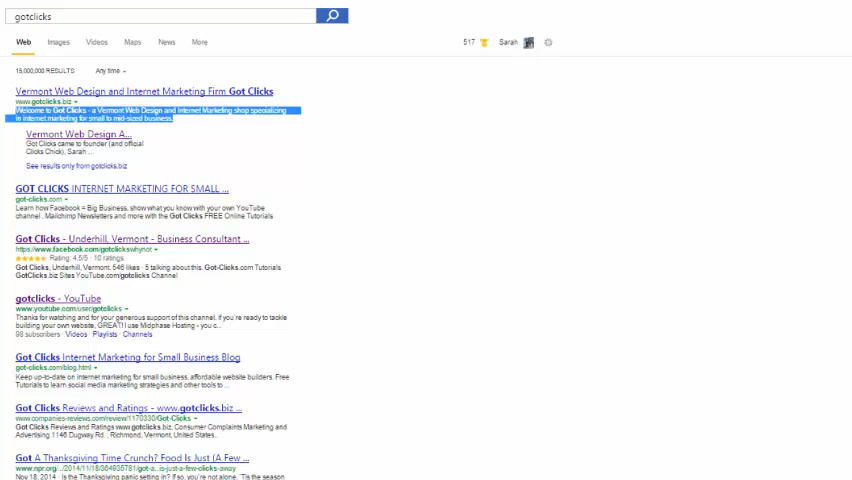 gotclicks
Web Images Videos Maps News More 517 Sarah
15,000,000 RESULTS Any time
Vermont Web Design and Internet Marketing Firm Got Clicks
www.gotclicks.biz
Welcome to Got Clicks - a Vermont Web Design and Internet Marketing shop specializing
in internet marketing for small to mid-sized business.
Vermont Web Design A...
Got Clicks came to founder (and official
Clicks Chick), Sarah ...
See results only from gotclicks.biz
GOT CLICKS INTERNET MARKETING FOR SMALL ...
got-clicks.com
Learn how Facebook = Big Business, show what you know with your own YouTube
channel , Mailchimp Newsletters and more with the Got Clicks FREE Online Tutorials
Got Clicks - Underhill, Vermont - Business Consultant ...
https://www.facebook.com/gotclickswhynot
Rating: 4.5/5 · 10 ratings
Got Clicks, Underhill, Vermont. 546 likes · 5 talking about this. Got-Clicks.com Tutorials
GotClicks.biz Sites YouTube.com/gotclicks Channel
gotclicks - YouTube
www.youtube.com/user/gotclicks
Thanks for watching and for your generous support of this channel. If you're ready to tackle
building your own website, GREAT! I use Midphase Hosting - you c...
98 subscribers · Videos · Playlists · Channels
Got Clicks Internet Marketing for Small Business Blog
got-clicks.com/blog.html
Keep up-to-date on internet marketing for small business, affordable website builders. Free
Tutorials to learn social media marketing strategies and other tools to ...
Got Clicks Reviews and Ratings - www.gotclicks.biz ...
www.companies-reviews.com/review/1170330/Got-Clicks
Got Clicks Reviews and Ratings www.gotclicks.biz, Consumer Complaints Marketing and
Advertising 1146 Dugway Rd. , Richmond, Vermont, United States..
Got A Thanksgiving Time Crunch? Food Is Just (A Few ...
www.npr.org/.../2014/11/18/364935781/got-a...is-just-a-few-clicks-away
Nov 18, 2014 · Is the Thanksgiving panic setting in? If so, you're not alone. 'Tis the season